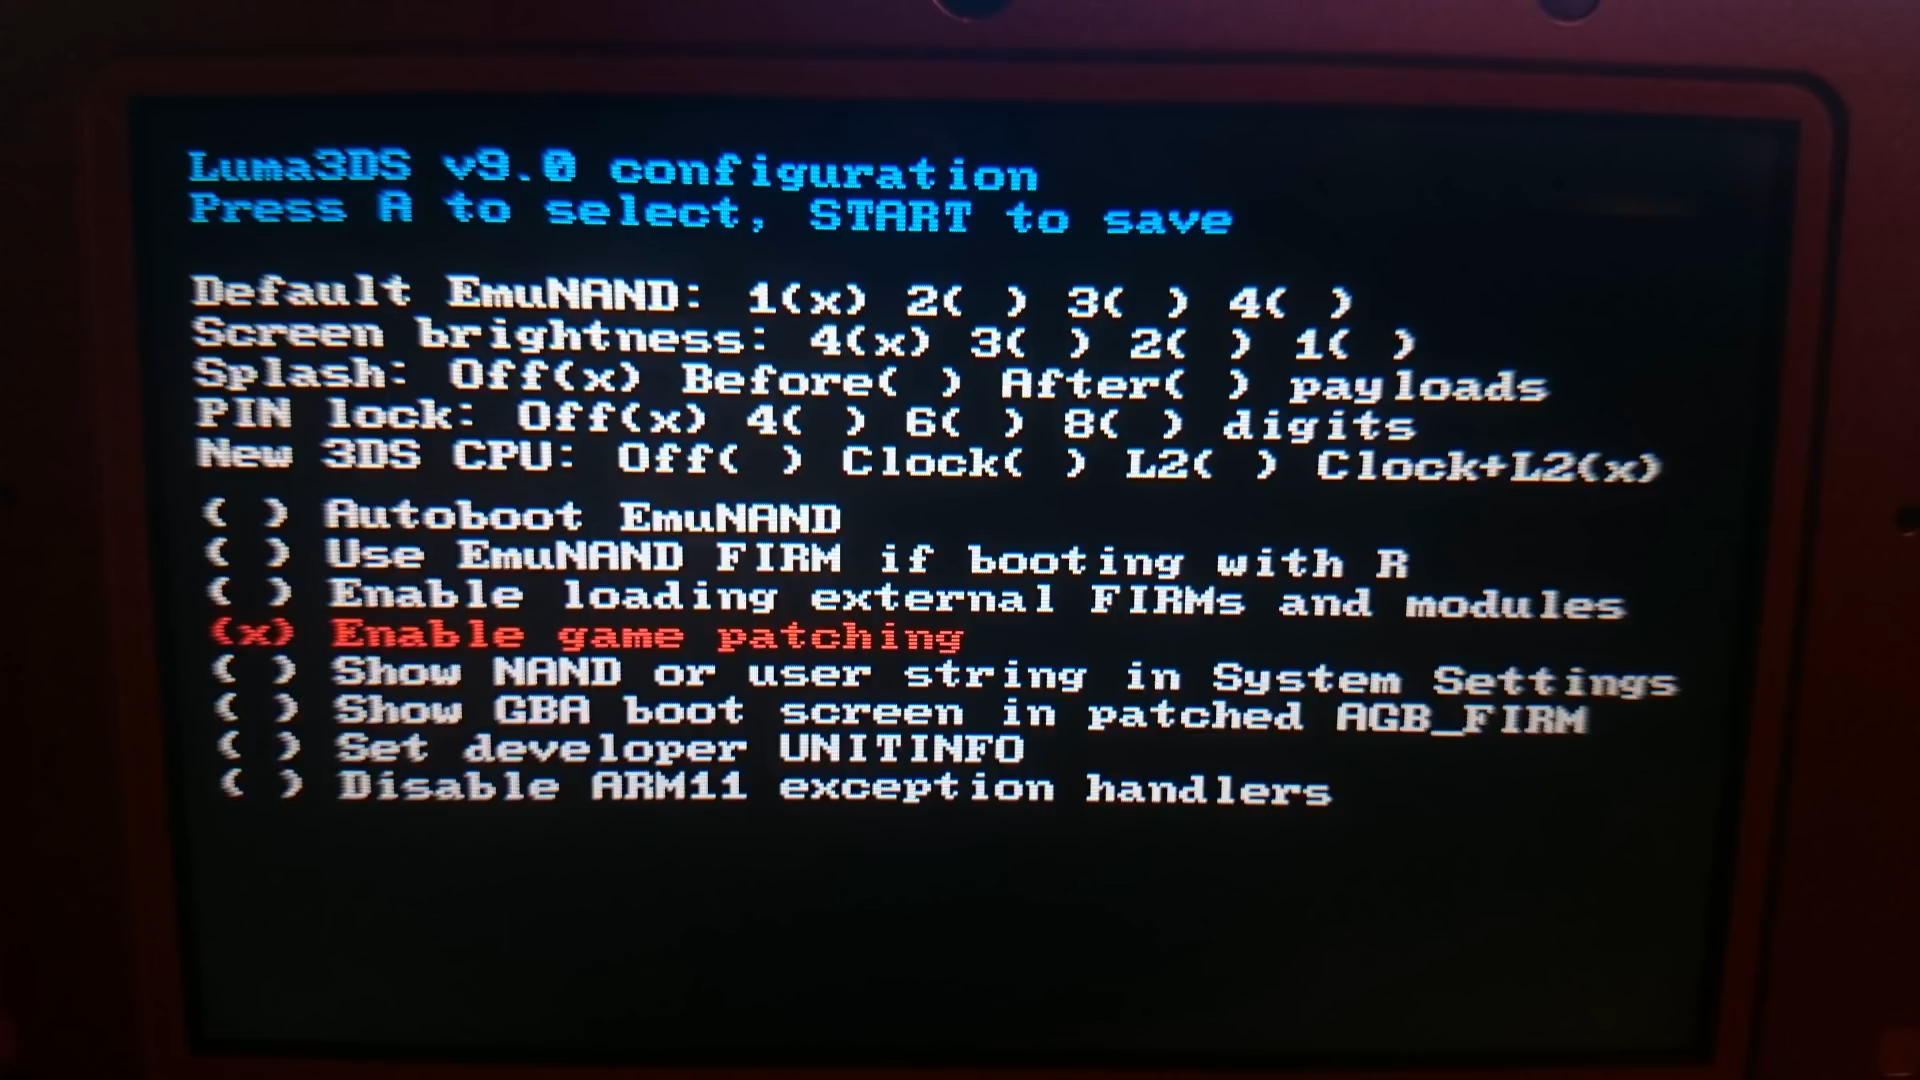 Luma3DS v9.0 configuration
Press A to select, START to save
Default EmuNAND: 1(x) 2( ) 3( ) 4( )
Screen brightness: 4(x) 3( ) 2( ) 1( )
Splash: Off(x) Before( ) After( ) payloads
PIN lock: Off(x) 4( ) 6( ) 8( ) digits
New 3DS CPU: Off( ) Clock( ) L2( ) Clock+L2(x)
( ) Autoboot EmuNAND
( ) Use EmuNAND FIRM if booting with R
( ) Enable loading external FIRMs and modules
(x) Enable game patching
( ) Show NAND or user string in System Settings
( ) Show GBA boot screen in patched AGB_FIRM
( ) Set developer UNITINFO
( ) Disable ARM11 exception handlers